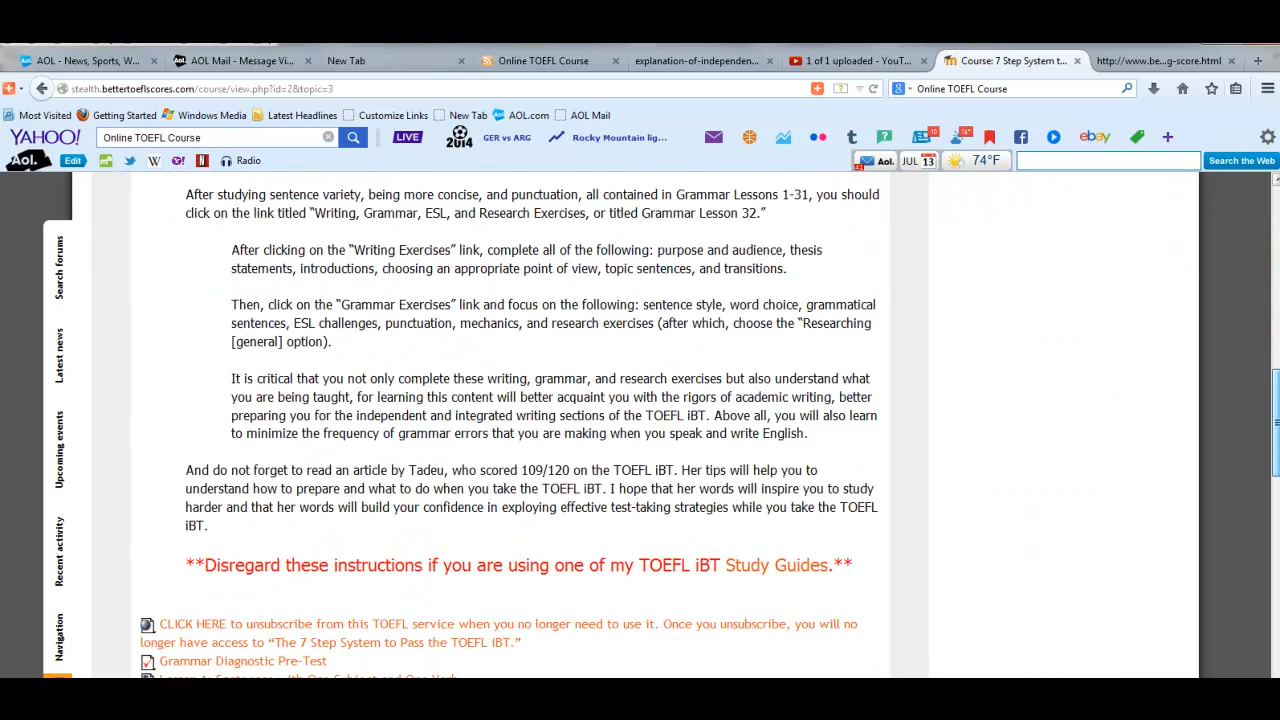 AOL - News, Sports, W... AOL Mail - Message Vi... New Tab Online TOEFL Course explanation-of-independen... 1 of 1 uploaded - YouT... Course: 7 Step System t... http://www.be...g-score.html
stealth.bettertoeflscores.com/course/view.php?id=2&topic=3 Online TOEFL Course
Most Visited Getting Started Windows Media Latest Headlines Customize Links New Tab AOL.com AOL Mail
YAHOO! Online TOEFL Course LIVE 2014 GER vs ARG Rocky Mountain lig... 10 74° ebay
Aol. Edit Radio Aol. JUL 13 74°F Search the Web
After studying sentence variety, being more concise, and punctuation, all contained in Grammar Lessons 1-31, you should
click on the link titled “Writing, Grammar, ESL, and Research Exercises, or titled Grammar Lesson 32.”
After clicking on the “Writing Exercises” link, complete all of the following: purpose and audience, thesis
statements, introductions, choosing an appropriate point of view, topic sentences, and transitions.
Then, click on the “Grammar Exercises” link and focus on the following: sentence style, word choice, grammatical
sentences, ESL challenges, punctuation, mechanics, and research exercises (after which, choose the “Researching
[general] option).
It is critical that you not only complete these writing, grammar, and research exercises but also understand what
you are being taught, for learning this content will better acquaint you with the rigors of academic writing, better
preparing you for the independent and integrated writing sections of the TOEFL iBT. Above all, you will also learn
to minimize the frequency of grammar errors that you are making when you speak and write English.
And do not forget to read an article by Tadeu, who scored 109/120 on the TOEFL iBT. Her tips will help you to
understand how to prepare and what to do when you take the TOEFL iBT. I hope that her words will inspire you to study
harder and that her words will build your confidence in exploying effective test-taking strategies while you take the TOEFL
iBT.
**Disregard these instructions if you are using one of my TOEFL iBT Study Guides.**
CLICK HERE to unsubscribe from this TOEFL service when you no longer need to use it. Once you unsubscribe, you will no
longer have access to “The 7 Step System to Pass the TOEFL iBT.”
Grammar Diagnostic Pre-Test
Search forums
Latest news
Upcoming events
Recent activity
Navigation